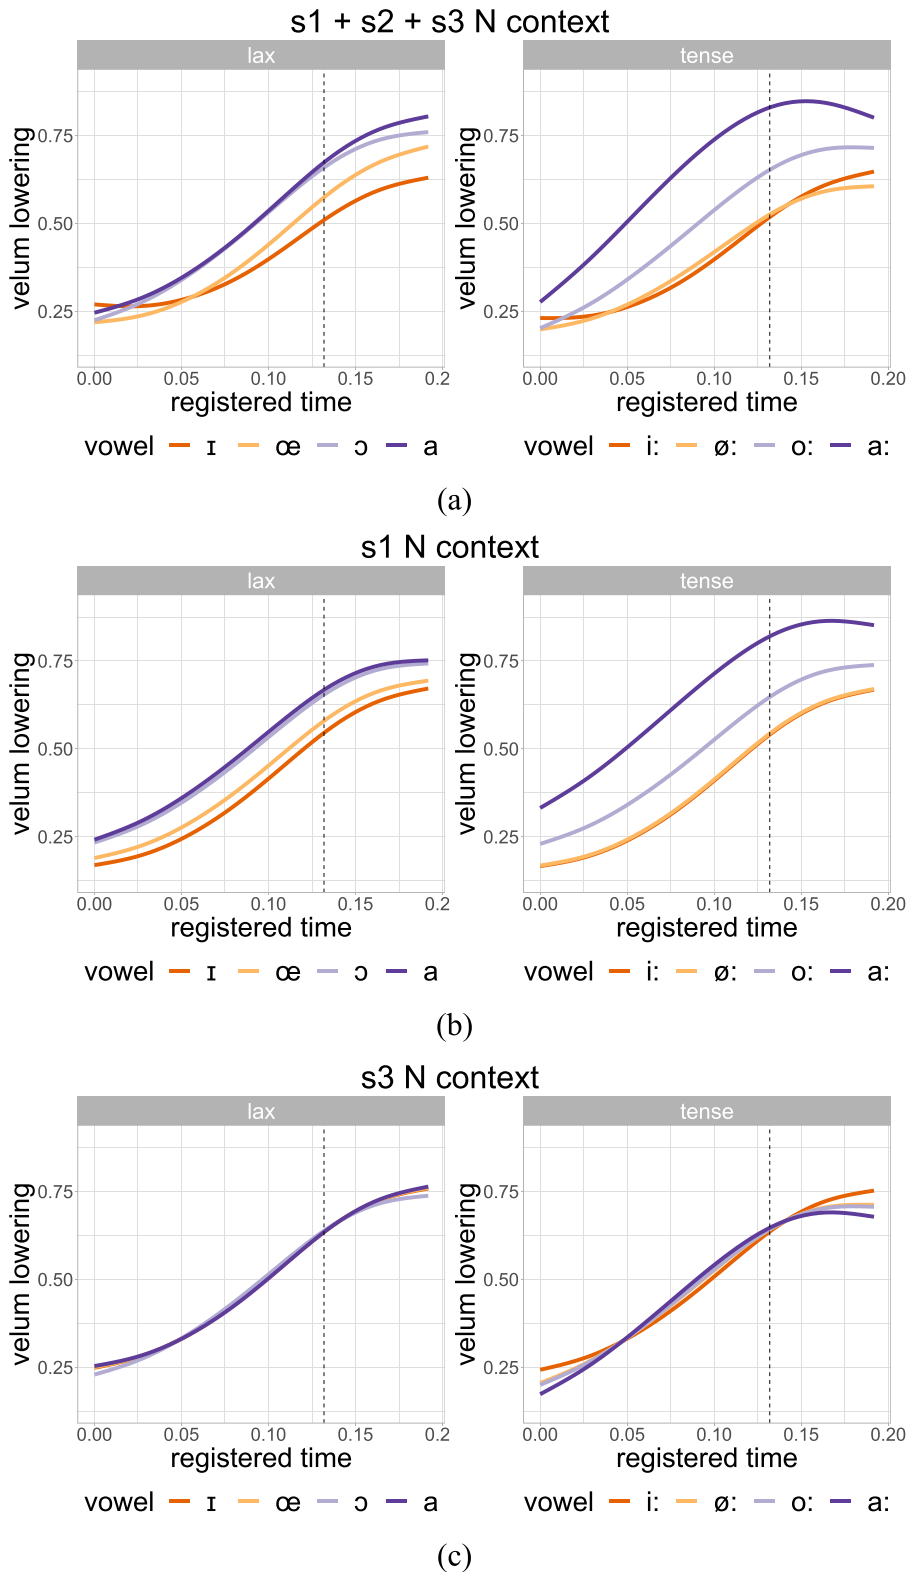 s1 + s2 + s3 N context
lax tense
velum lowering velum lowering
0.75 0.75
0.50 0.50
0.25 0.25
0.00 0.05 0.10 0.15 0.2 0.00 0.05 0.10 0.15 0.20
registered time registered time
vowel ɪ œ ɔ a vowel i: ø: o: a:
(a)
s1 N context
lax tense
velum lowering velum lowering
0.75 0.75
0.50 0.50
0.25 0.25
0.00 0.05 0.10 0.15 0.2 0.00 0.05 0.10 0.15 0.20
registered time registered time
vowel ɪ œ ɔ a vowel i: ø: o: a:
(b)
s3 N context
lax tense
velum lowering velum lowering
0.75 0.75
0.50 0.50
0.25 0.25
0.00 0.05 0.10 0.15 0.2 0.00 0.05 0.10 0.15 0.20
registered time registered time
vowel ɪ œ ɔ a vowel i: ø: o: a:
(c)